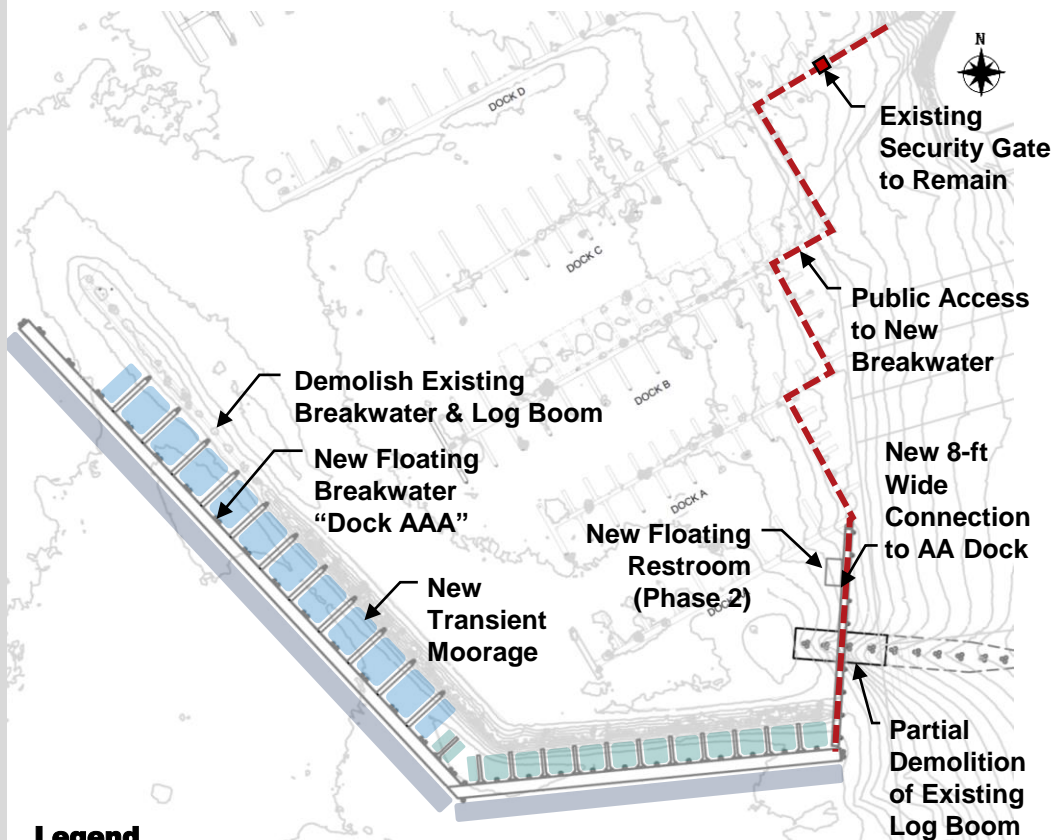 N
DOCK D
Existing
Security Gate
to Remain
DOCK C
Public Access
to New
Breakwater
Demolish Existing
Breakwater & Log Boom
DOCK B
New Floating
Breakwater
“Dock AAA”
New 8-ft
Wide
Connection
to AA Dock
DOCK A
New Floating
Restroom
(Phase 2)
DOCK
New
Transient
Moorage
Partial
Demolition
of Existing
Log Boom
Legend